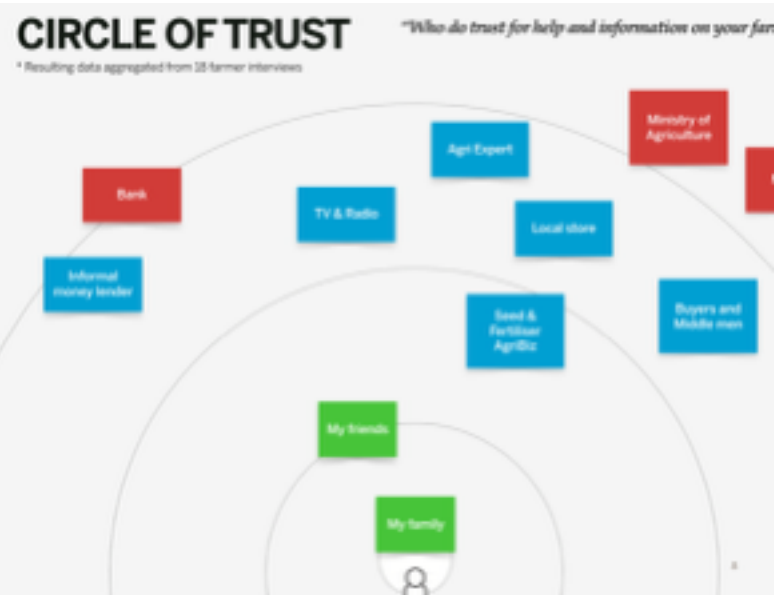 CIRCLE OF TRUST
"Who do trust for help and information on your far
* Resulting data aggregated from 18 farmer interviews
Ministry of
Agriculture
Agri Expert
Bank
TV & Radio
Local store
Informal
money lender
Buyers and
Middle men
Seed &
Fertiliser
AgriBiz
My friends
My family